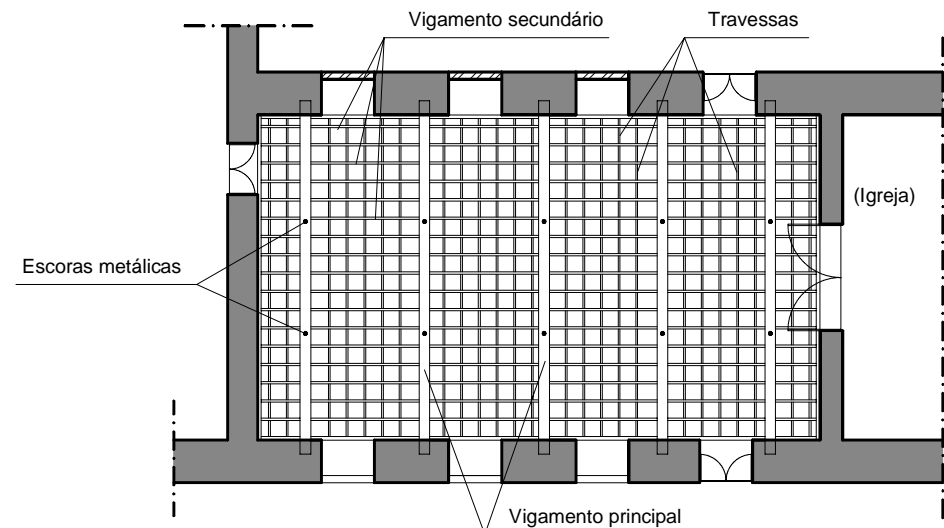 Vigamento secundário
Travessas
(Igreja)
Escoras metálicas
Vigamento principal